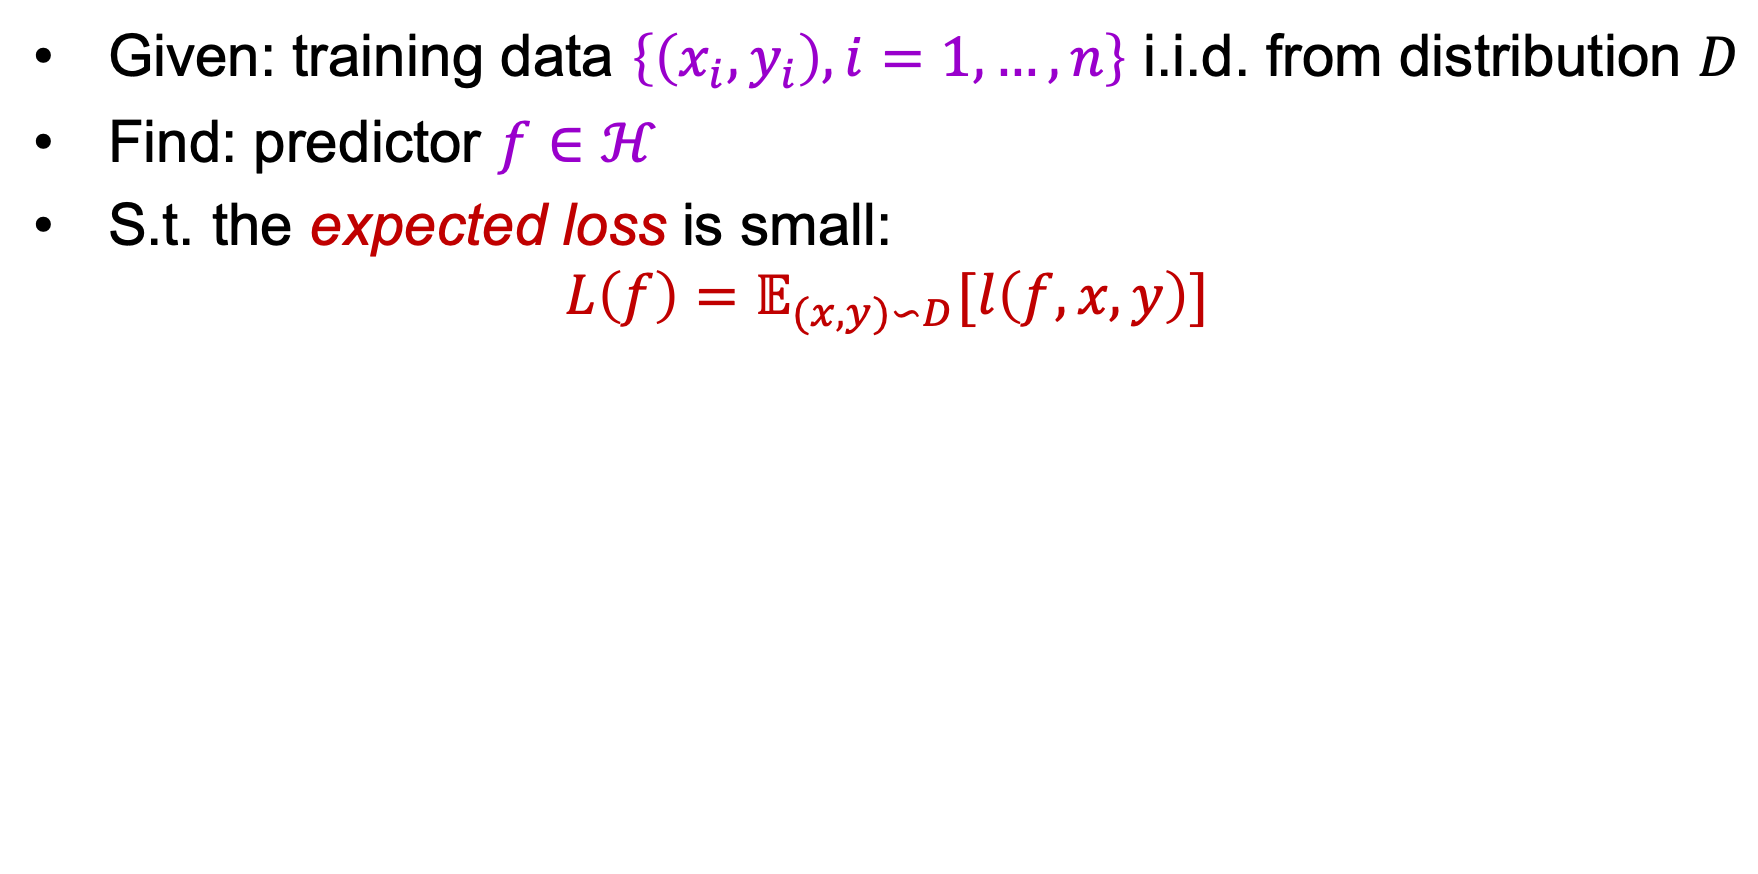 • Given: training data {(xᵢ, yᵢ), i = 1, … , n} i.i.d. from distribution D
• Find: predictor f ∈ ℋ
• S.t. the expected loss is small:
L(f) = 𝔼₍ₓ,ᵧ₎∽D[l(f, x, y)]